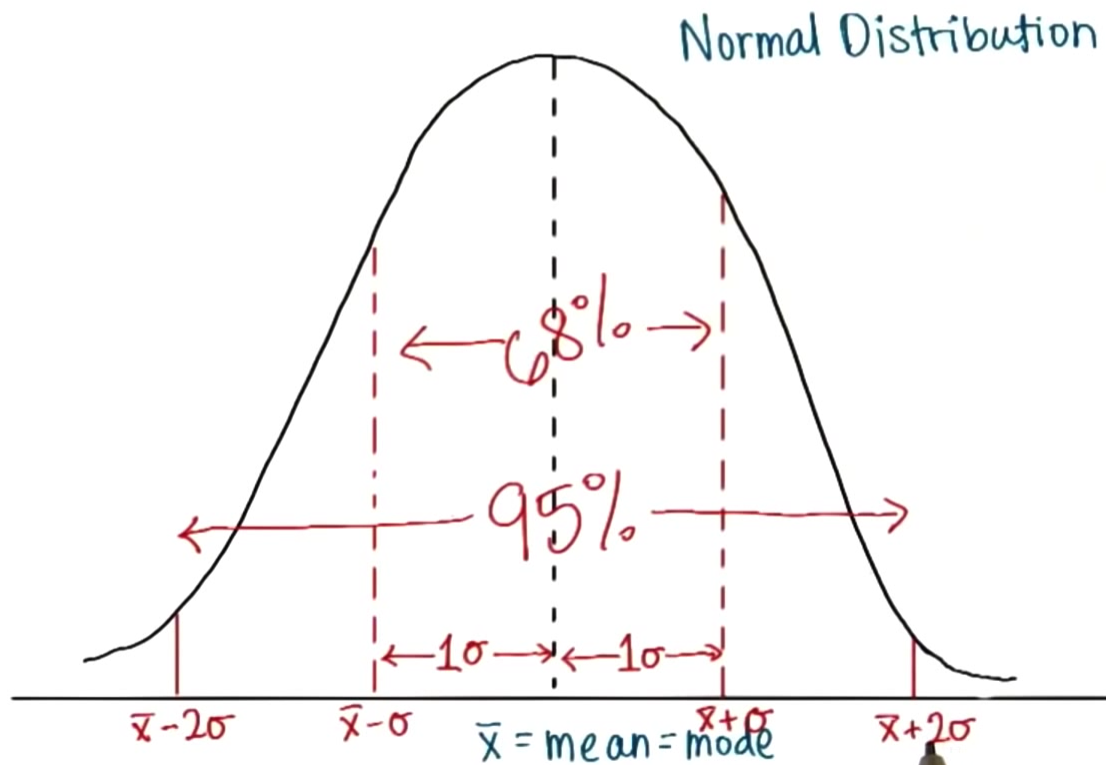 Normal Distribution
68%
95%
1σ 1σ
x̄-2σ x̄-σ x̄+σ x̄+2σ
x̄ = mean = mode